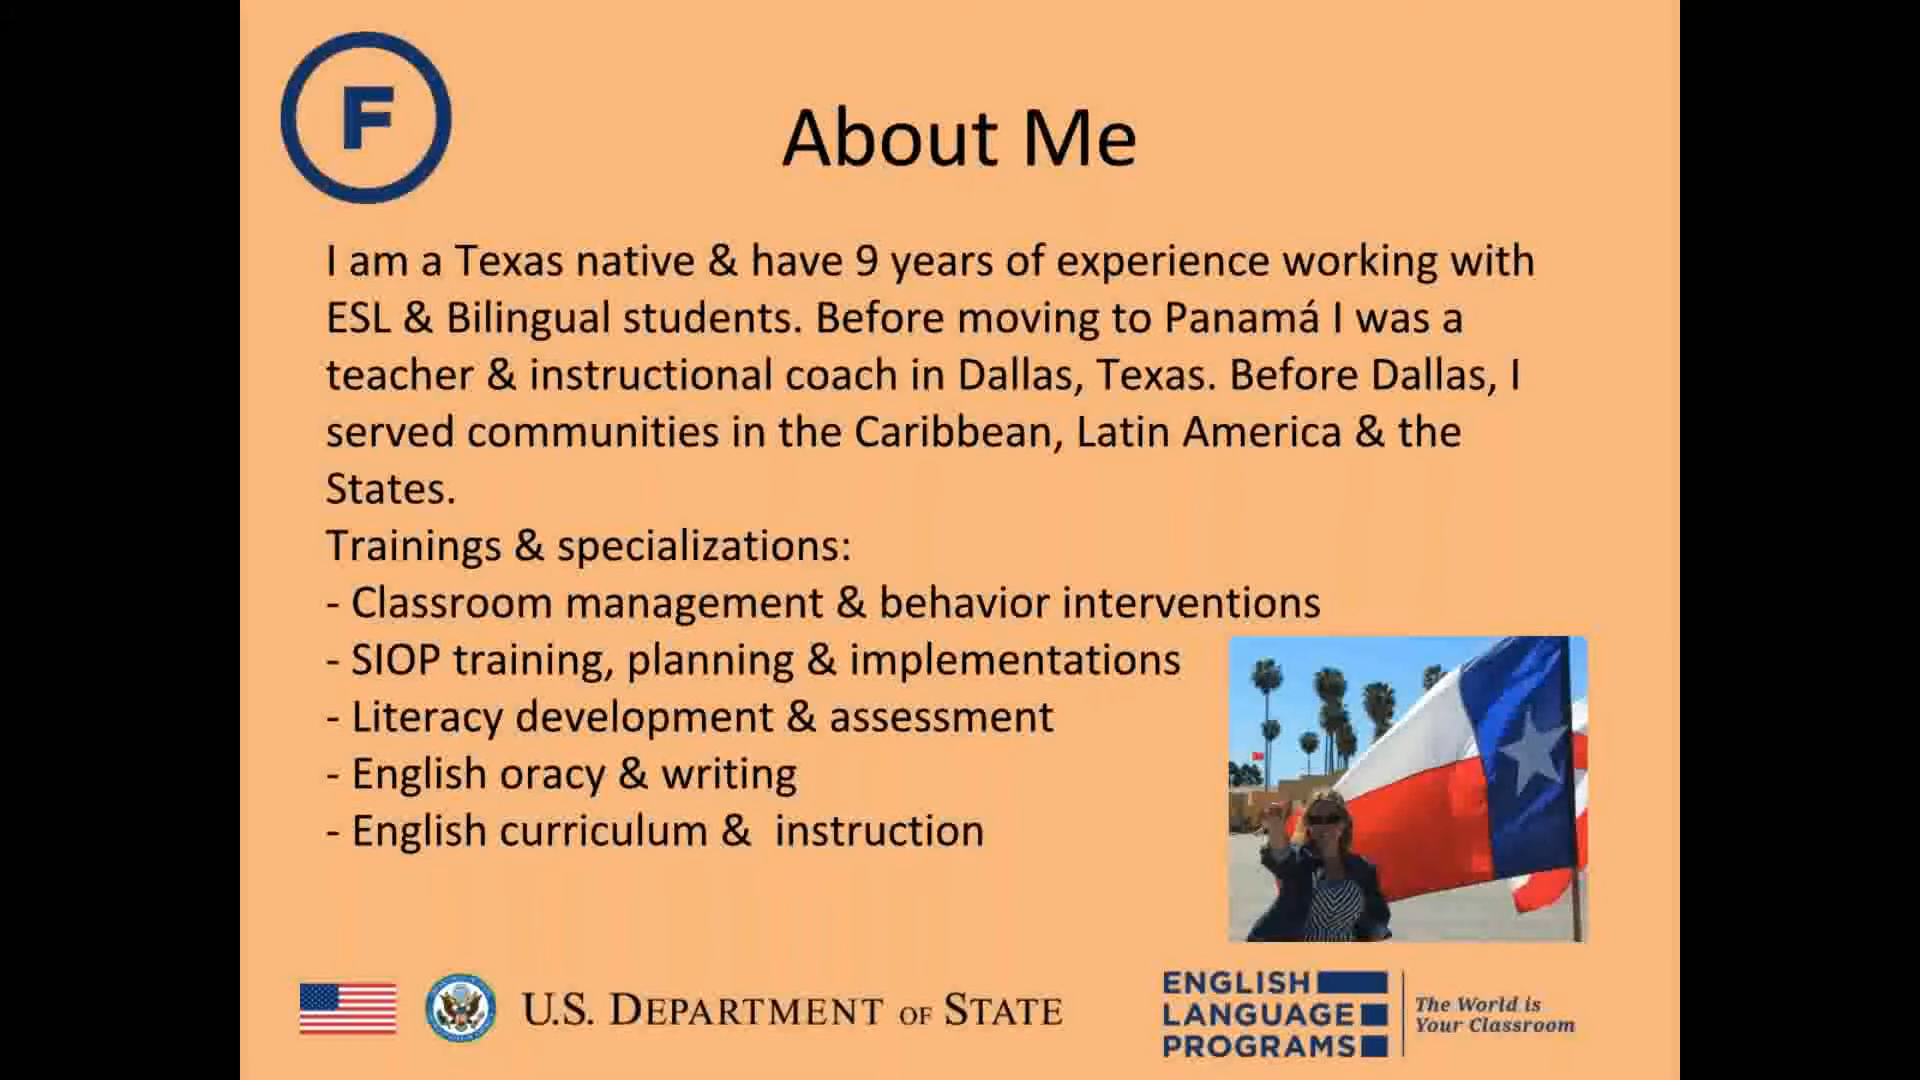 F
About Me
I am a Texas native & have 9 years of experience working with
ESL & Bilingual students. Before moving to Panamá I was a
teacher & instructional coach in Dallas, Texas. Before Dallas, I
served communities in the Caribbean, Latin America & the
States.
Trainings & specializations:
- Classroom management & behavior interventions
- SIOP training, planning & implementations
- Literacy development & assessment
- English oracy & writing
- English curriculum &  instruction
U.S. DEPARTMENT OF STATE
ENGLISH
LANGUAGE
PROGRAMS
The World is
Your Classroom